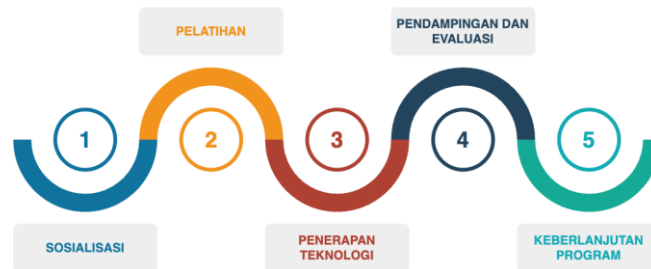 1
SOSIALISASI
PELATIHAN
2
3
PENERAPAN
TEKNOLOGI
PENDAMPINGAN DAN
EVALUASI
4
5
KEBERLANJUTAN
PROGRAM